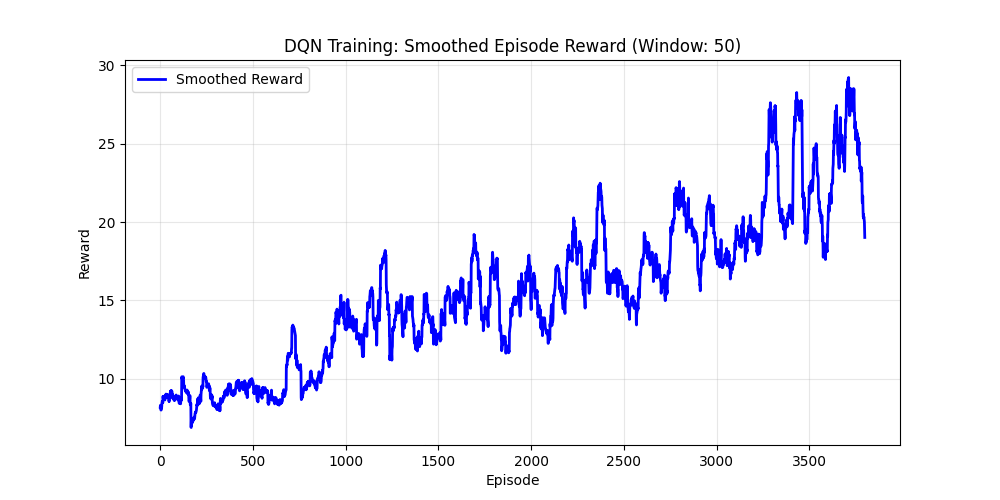 DQN Training: Smoothed Episode Reward (Window: 50)
Smoothed Reward
30
25
20
15
10
Reward
0 500 1000 1500 2000 2500 3000 3500
Episode